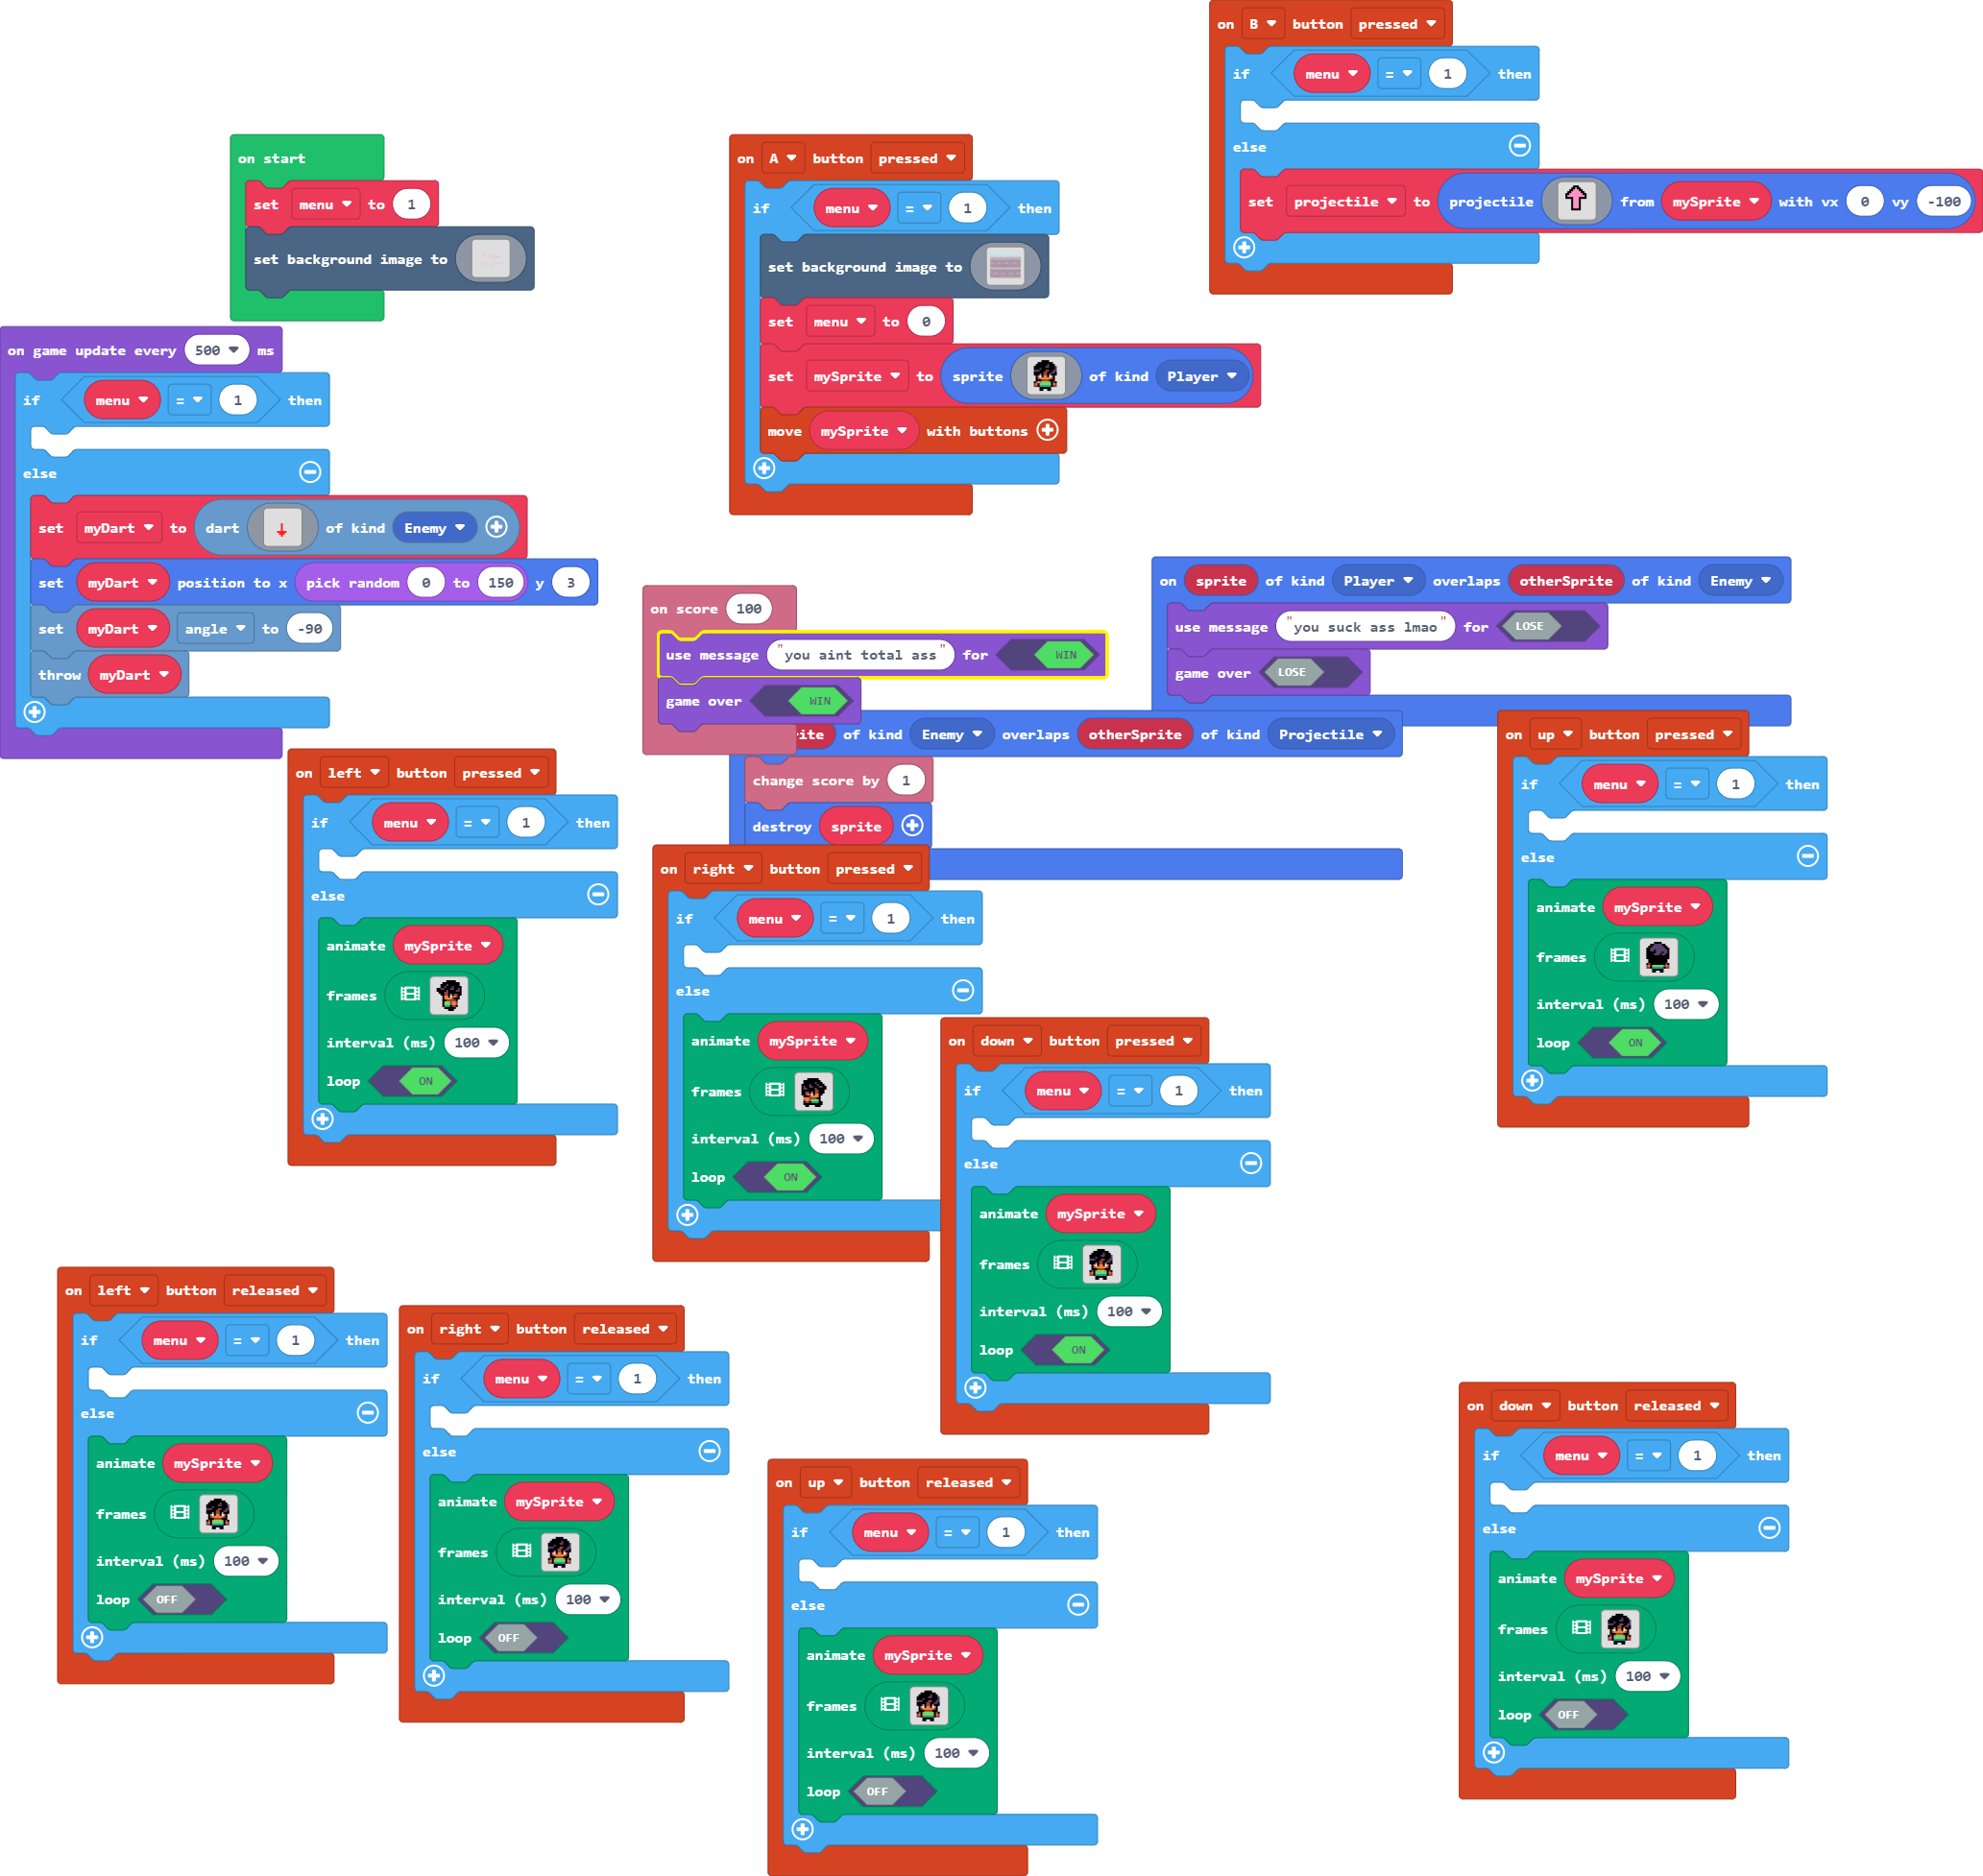 on B button pressed
if menu = 1 then
else
set projectile to projectile from mySprite with vx 0 vy -100
on start
set menu to 1
set background image to
on A button pressed
if menu = 1 then
set background image to
set menu to 0
set mySprite to sprite of kind Player
move mySprite with buttons
on game update every 500 ms
if menu = 1 then
else
set myDart to dart of kind Enemy
set myDart position to x pick random 0 to 150 y 3
set myDart angle to -90
throw myDart
on score 100
use message "you aint total ass" for WIN
game over WIN
on sprite of kind Player overlaps otherSprite of kind Enemy
use message "you suck ass lmao" for LOSE
game over LOSE
of kind Enemy overlaps otherSprite of kind Projectile
change score by 1
destroy sprite
on left button pressed
if menu = 1 then
else
animate mySprite
frames
interval (ms) 100
loop ON
on right button pressed
if menu = 1 then
else
animate mySprite
frames
interval (ms) 100
loop ON
on down button pressed
if menu = 1 then
else
animate mySprite
frames
interval (ms) 100
loop ON
on up button pressed
if menu = 1 then
else
animate mySprite
frames
interval (ms) 100
loop ON
on left button released
if menu = 1 then
else
animate mySprite
frames
interval (ms) 100
loop OFF
on right button released
if menu = 1 then
else
animate mySprite
frames
interval (ms) 100
loop OFF
on up button released
if menu = 1 then
else
animate mySprite
frames
interval (ms) 100
loop OFF
on down button released
if menu = 1 then
else
animate mySprite
frames
interval (ms) 100
loop OFF